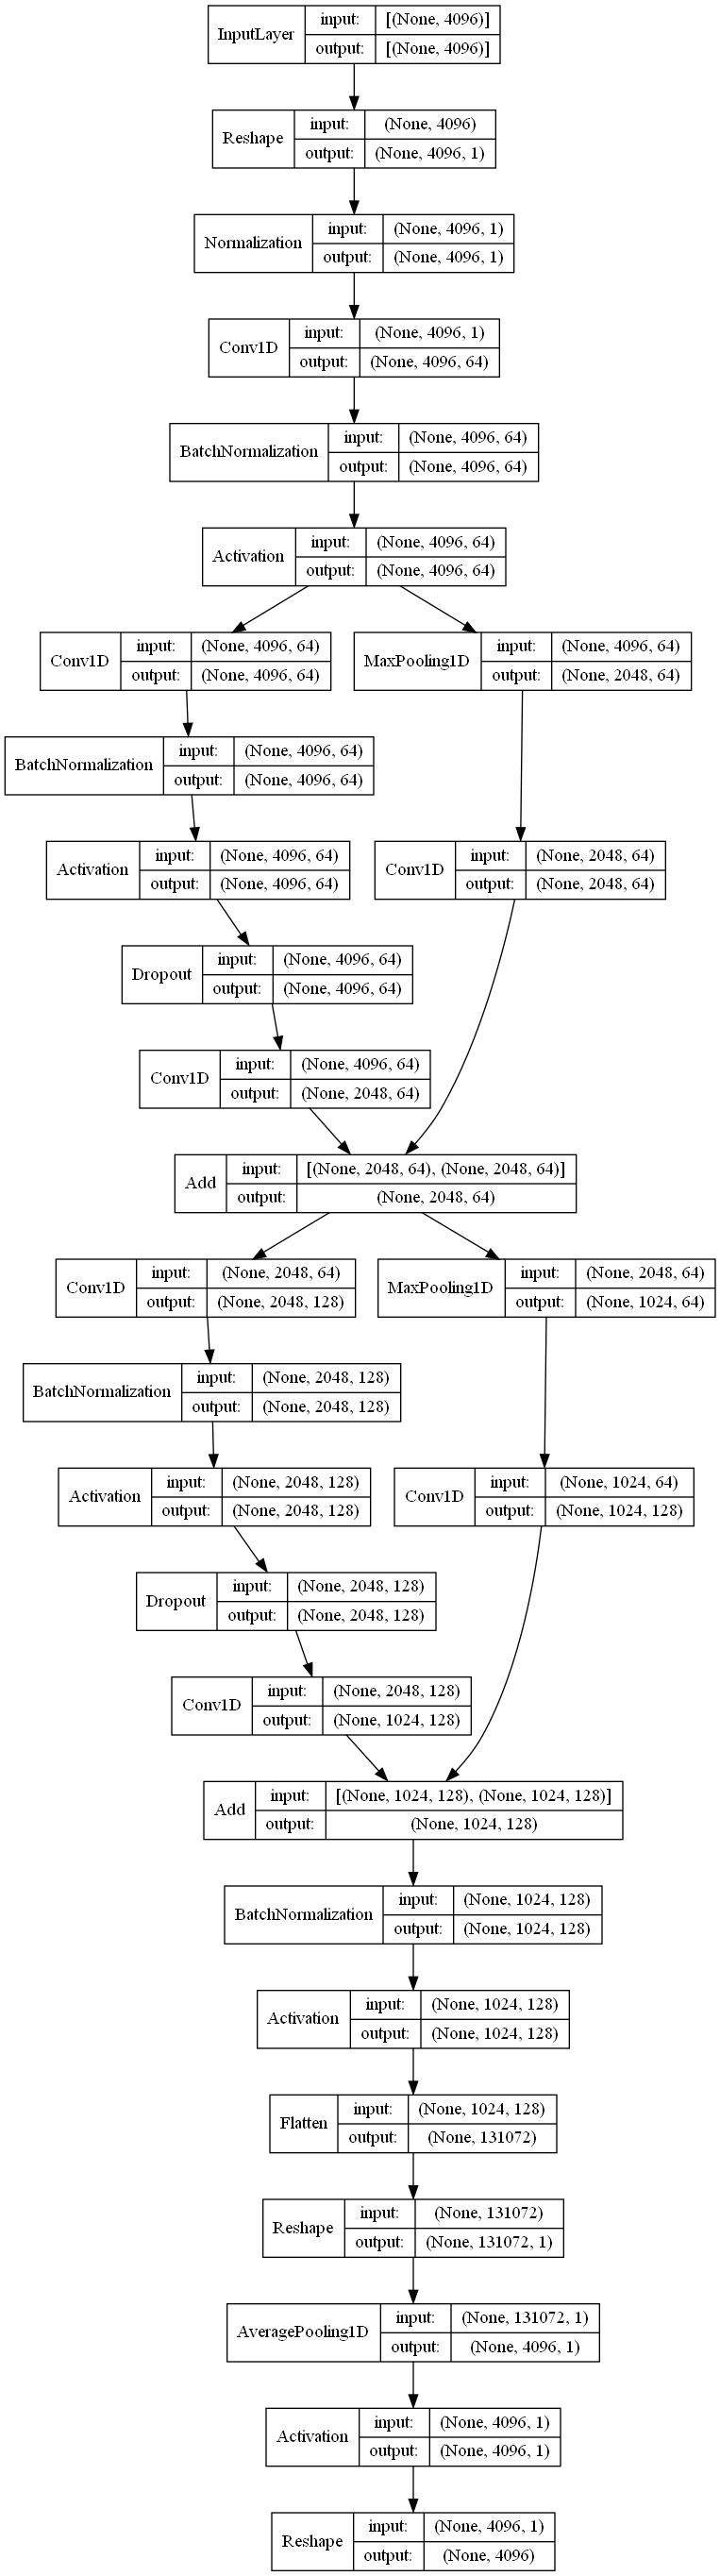 InputLayer input: [(None, 4096)]
output: [(None, 4096)]
Reshape input: (None, 4096)
output: (None, 4096, 1)
Normalization input: (None, 4096, 1)
output: (None, 4096, 1)
Conv1D input: (None, 4096, 1)
output: (None, 4096, 64)
BatchNormalization input: (None, 4096, 64)
output: (None, 4096, 64)
Activation input: (None, 4096, 64)
output: (None, 4096, 64)
Conv1D input: (None, 4096, 64)
output: (None, 4096, 64)
MaxPooling1D input: (None, 4096, 64)
output: (None, 2048, 64)
BatchNormalization input: (None, 4096, 64)
output: (None, 4096, 64)
Activation input: (None, 4096, 64)
output: (None, 4096, 64)
Conv1D input: (None, 2048, 64)
output: (None, 2048, 64)
Dropout input: (None, 4096, 64)
output: (None, 4096, 64)
Conv1D input: (None, 4096, 64)
output: (None, 2048, 64)
Add input: [(None, 2048, 64), (None, 2048, 64)]
output: (None, 2048, 64)
Conv1D input: (None, 2048, 64)
output: (None, 2048, 128)
MaxPooling1D input: (None, 2048, 64)
output: (None, 1024, 64)
BatchNormalization input: (None, 2048, 128)
output: (None, 2048, 128)
Activation input: (None, 2048, 128)
output: (None, 2048, 128)
Conv1D input: (None, 1024, 64)
output: (None, 1024, 128)
Dropout input: (None, 2048, 128)
output: (None, 2048, 128)
Conv1D input: (None, 2048, 128)
output: (None, 1024, 128)
Add input: [(None, 1024, 128), (None, 1024, 128)]
output: (None, 1024, 128)
BatchNormalization input: (None, 1024, 128)
output: (None, 1024, 128)
Activation input: (None, 1024, 128)
output: (None, 1024, 128)
Flatten input: (None, 1024, 128)
output: (None, 131072)
Reshape input: (None, 131072)
output: (None, 131072, 1)
AveragePooling1D input: (None, 131072, 1)
output: (None, 4096, 1)
Activation input: (None, 4096, 1)
output: (None, 4096, 1)
Reshape input: (None, 4096, 1)
output: (None, 4096)